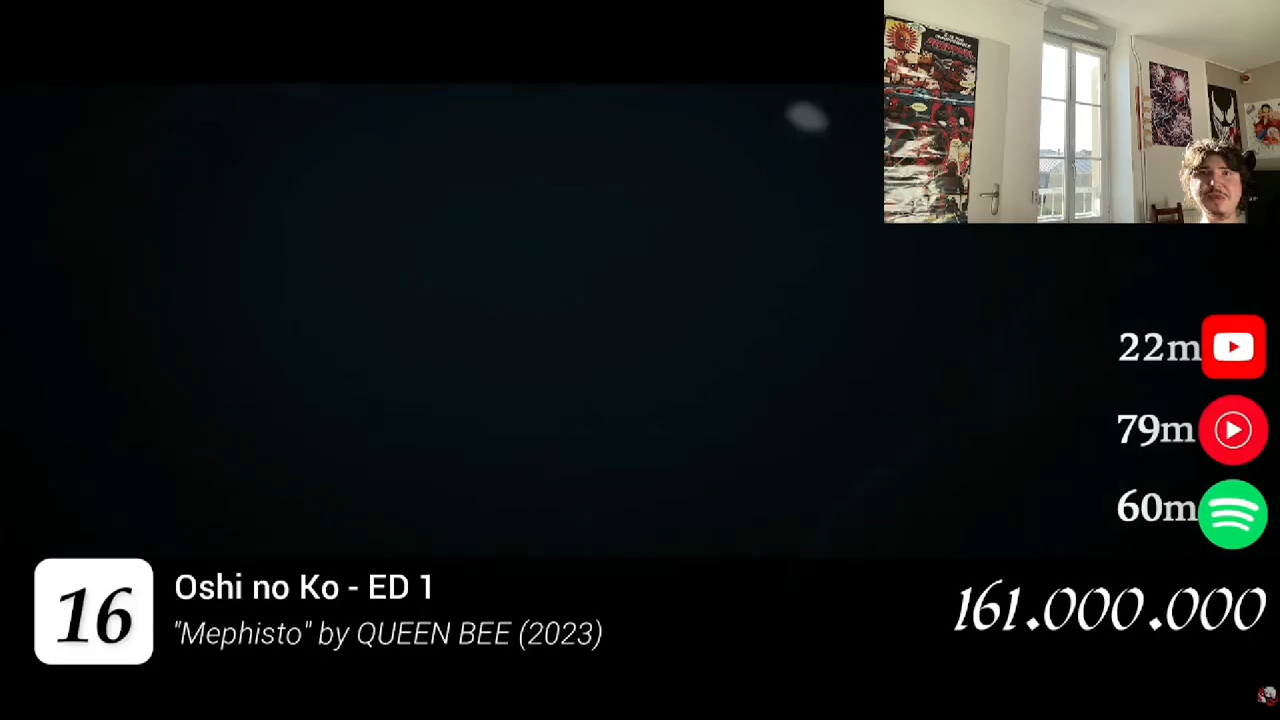 22m
79m
60m
16
Oshi no Ko - ED 1
"Mephisto" by QUEEN BEE (2023)
161.000.000